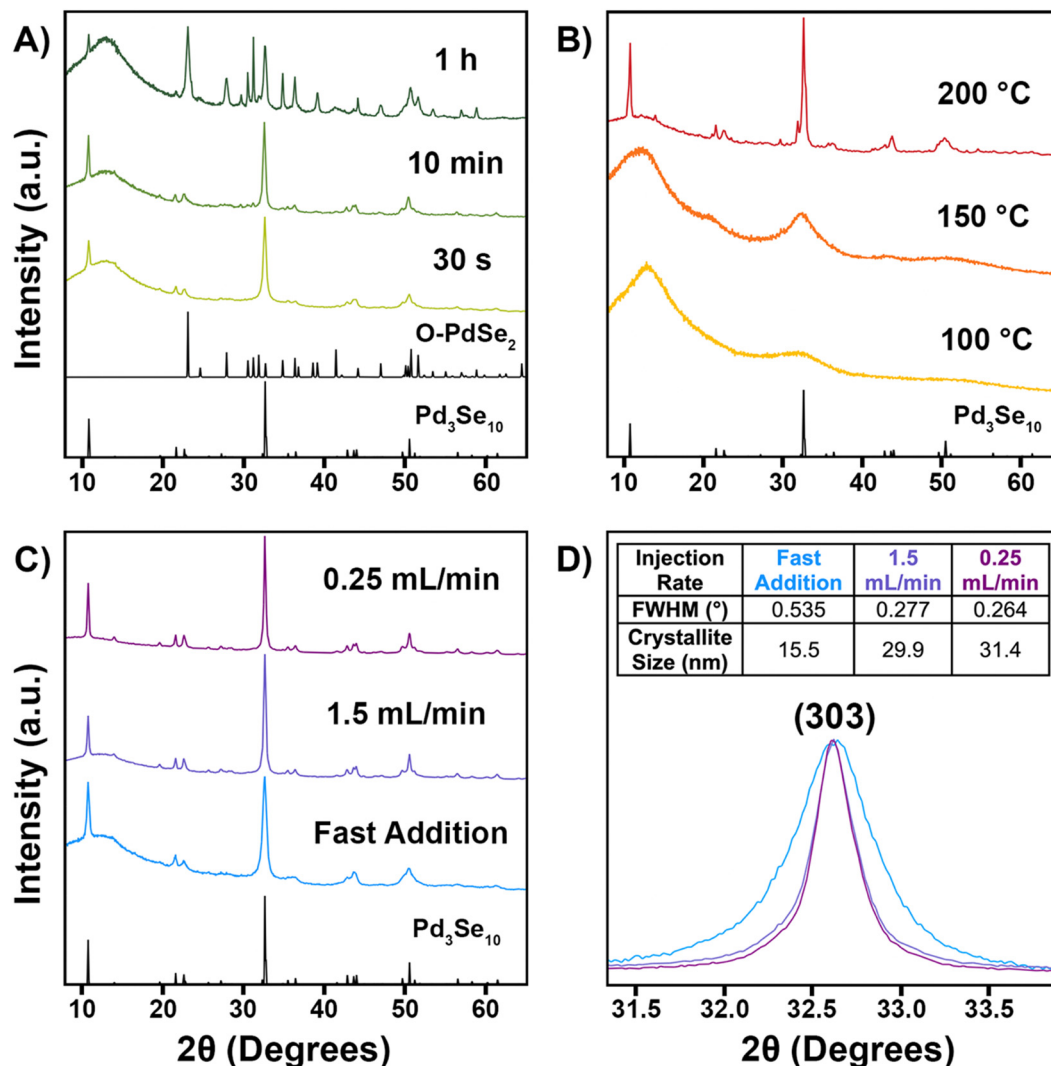 A)
1 h
10 min
30 s
O-PdSe₂
Pd₃Se₁₀
Intensity (a.u.)
10 20 30 40 50 60
B)
200 °C
150 °C
100 °C
Pd₃Se₁₀
10 20 30 40 50 60
C)
0.25 mL/min
1.5 mL/min
Fast Addition
Pd₃Se₁₀
Intensity (a.u.)
10 20 30 40 50 60
2θ (Degrees)
D)
Injection Rate Fast Addition 1.5 mL/min 0.25 mL/min
FWHM (°) 0.535 0.277 0.264
Crystallite Size (nm) 15.5 29.9 31.4
(303)
31.5 32.0 32.5 33.0 33.5
2θ (Degrees)